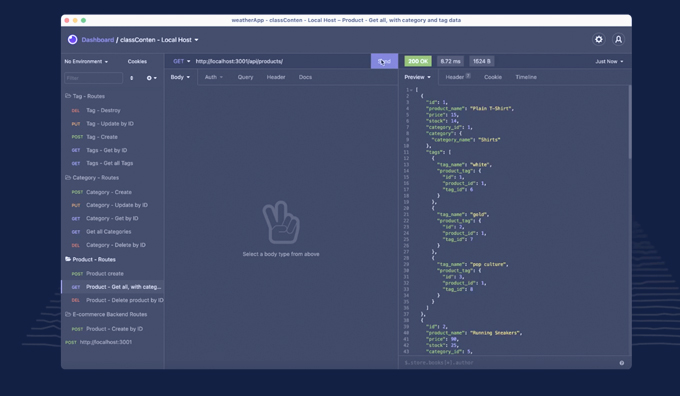 weatherApp - classConten - Local Host – Product - Get all, with category and tag data
Dashboard / classConten - Local Host
No Environment
Cookies
Filter
Tag - Routes
DEL Tag - Destroy
PUT Tag - Update by ID
POST Tag - Create
GET Tags - Get by ID
GET Tags - Get all Tags
Category - Routes
POST Category - Create
PUT Category - Update by ID
GET Category - Get by ID
GET Get all Categories
DEL Category - Delete by ID
Product - Routes
POST Product create
GET Product - Get all, with categ...
DEL Product - Delete product by ID
E-commerce Backend Routes
POST Product - Create by ID
POST http://localhost:3001
GET http://localhost:3001/api/products/
Send
Body Auth Query Header Docs
Select a body type from above
200 OK 8.72 ms 1524 B
Just Now
Preview Header Cookie Timeline
1 [
2 {
3 "id": 1,
4 "product_name": "Plain T-Shirt",
5 "price": 15,
6 "stock": 14,
7 "category_id": 1,
8 "category": {
9 "category_name": "Shirts"
10 },
11 "tags": [
12 {
13 "tag_name": "white",
14 "product_tag": {
15 "id": 1,
16 "product_id": 1,
17 "tag_id": 6
18 }
19 },
20 {
21 "tag_name": "gold",
22 "product_tag": {
23 "id": 2,
24 "product_id": 1,
25 "tag_id": 7
26 }
27 },
28 {
29 "tag_name": "pop culture",
30 "product_tag": {
31 "id": 3,
32 "product_id": 1,
33 "tag_id": 8
34 }
35 }
36 ]
37 },
38 {
39 "id": 2,
40 "product_name": "Running Sneakers",
41 "price": 90,
42 "stock": 25,
43 "category_id": 5,
$.store.books[*].author